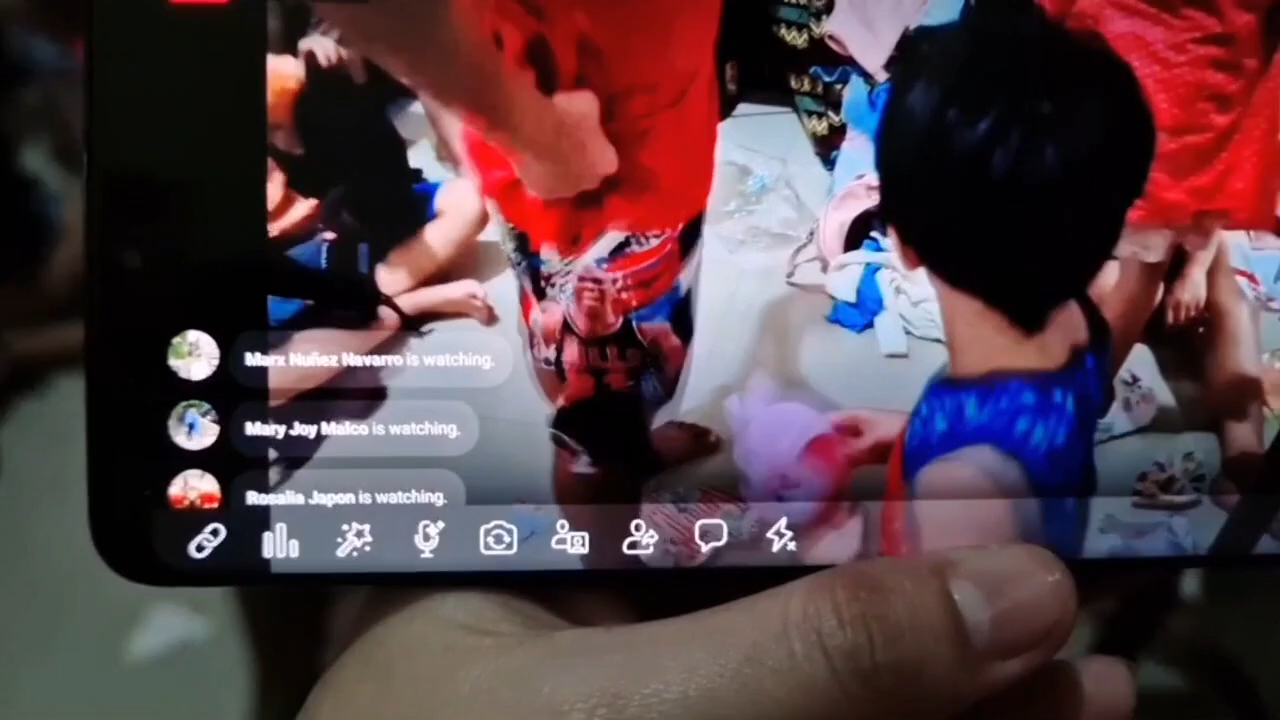 Marx Nuñez Navarro is watching.
Mary Joy Malco is watching.
Rosalia Japon is watching.